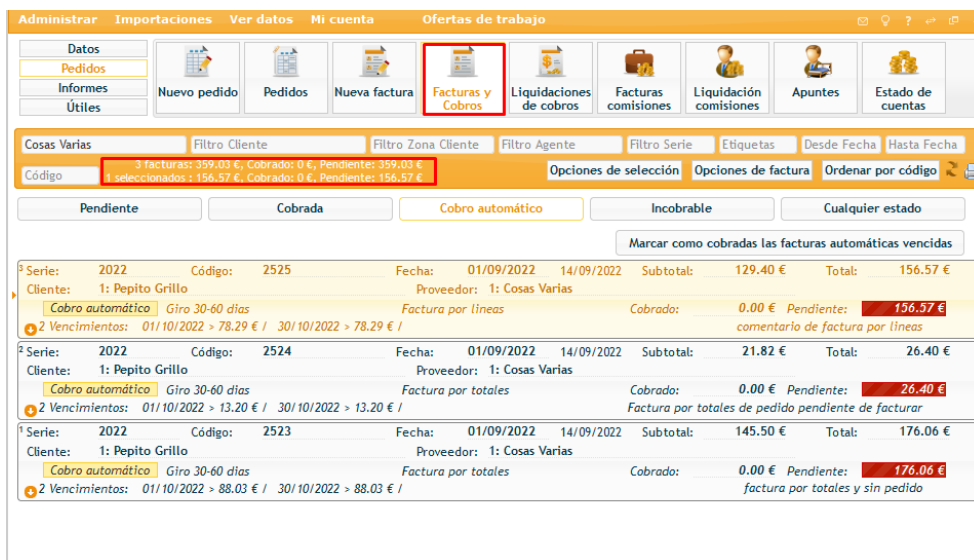 Administrar Importaciones Ver datos Mi cuenta Ofertas de trabajo ?
Datos
Pedidos
Informes
Útiles
Nuevo pedido
Pedidos
Nueva factura
Facturas y
Cobros
Liquidaciones
de cobros
Facturas
comisiones
Liquidación
comisiones
Apuntes
Estado de
cuentas
Cosas Varias Filtro Cliente Filtro Zona Cliente Filtro Agente Filtro Serie Etiquetas Desde Fecha Hasta Fecha
Código
3 facturas: 359.03 €, Cobrado: 0 €, Pendiente: 359.03 €
1 seleccionados : 156.57 €, Cobrado: 0 €, Pendiente: 156.57 €
Opciones de selección Opciones de factura Ordenar por código
Pendiente Cobrada Cobro automático Incobrable Cualquier estado
Marcar como cobradas las facturas automáticas vencidas
3 Serie: 2022 Código: 2525 Fecha: 01/09/2022 14/09/2022 Subtotal: 129.40 € Total: 156.57 €
Cliente: 1: Pepito Grillo Proveedor: 1: Cosas Varias
Cobro automático Giro 30-60 dias Factura por lineas Cobrado: 0.00 € Pendiente: 156.57 €
2 Vencimientos: 01/10/2022 > 78.29 € / 30/10/2022 > 78.29 € / comentario de factura por lineas
2 Serie: 2022 Código: 2524 Fecha: 01/09/2022 14/09/2022 Subtotal: 21.82 € Total: 26.40 €
Cliente: 1: Pepito Grillo Proveedor: 1: Cosas Varias
Cobro automático Giro 30-60 dias Factura por totales Cobrado: 0.00 € Pendiente: 26.40 €
2 Vencimientos: 01/10/2022 > 13.20 € / 30/10/2022 > 13.20 € / Factura por totales de pedido pendiente de facturar
1 Serie: 2022 Código: 2523 Fecha: 01/09/2022 14/09/2022 Subtotal: 145.50 € Total: 176.06 €
Cliente: 1: Pepito Grillo Proveedor: 1: Cosas Varias
Cobro automático Giro 30-60 dias Factura por totales Cobrado: 0.00 € Pendiente: 176.06 €
2 Vencimientos: 01/10/2022 > 88.03 € / 30/10/2022 > 88.03 € / factura por totales y sin pedido